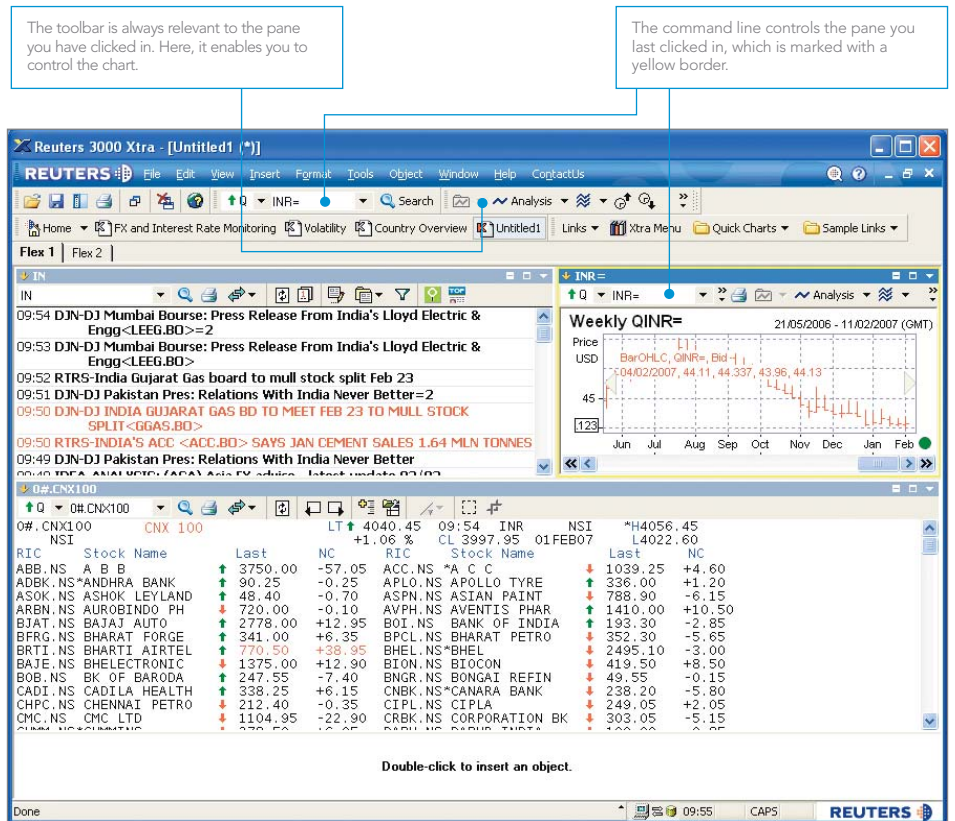 The toolbar is always relevant to the pane
you have clicked in. Here, it enables you to
control the chart.
The command line controls the pane you
last clicked in, which is marked with a
yellow border.
Reuters 3000 Xtra - [Untitled1 (*)]
REUTERS File Edit View Insert Format Tools Object Window Help ContactUs
Q INR= Search Analysis
Home FX and Interest Rate Monitoring Volatility Country Overview Untitled1 Links Xtra Menu Quick Charts Sample Links
Flex 1 Flex 2
IN
IN
TOP
09:54 DJN-DJ Mumbai Bourse: Press Release From India's Lloyd Electric &
Engg<LEEG.BO>=2
09:53 DJN-DJ Mumbai Bourse: Press Release From India's Lloyd Electric &
Engg<LEEG.BO>
09:52 RTRS-India Gujarat Gas board to mull stock split Feb 23
09:51 DJN-DJ Pakistan Pres: Relations With India Never Better=2
09:50 DJN-DJ INDIA GUJARAT GAS BD TO MEET FEB 23 TO MULL STOCK
SPLIT<GGAS.BO>
09:50 RTRS-INDIA'S ACC <ACC.BO> SAYS JAN CEMENT SALES 1.64 MLN TONNES
09:49 DJN-DJ Pakistan Pres: Relations With India Never Better
INR=
Q INR= Analysis
Weekly QINR= 21/05/2006 - 11/02/2007 (GMT)
Price
USD
BarOHLC, QINR=, Bid
04/02/2007, 44.11, 44.337, 43.96, 44.13
45
.123
Jun Jul Aug Sep Oct Nov Dec Jan Feb
0#.CNX100
Q 0#.CNX100
0#.CNX100 CNX 100 LT 4040.45 09:54 INR NSI *H4056.45
NSI +1.06 % CL 3997.95 01FEB07 L4022.60
RIC Stock Name Last NC RIC Stock Name Last NC
ABB.NS A B B 3750.00 -57.05 ACC.NS *A C C 1039.25 +4.60
ADBK.NS*ANDHRA BANK 90.25 -0.25 APLO.NS APOLLO TYRE 336.00 +1.20
ASOK.NS ASHOK LEYLAND 48.40 -0.70 ASPN.NS ASIAN PAINT 788.90 -6.15
ARBN.NS AUROBINDO PH 720.00 -0.10 AVPH.NS AVENTIS PHAR 1410.00 +10.50
BJAT.NS BAJAJ AUTO 2778.00 +12.95 BOI.NS BANK OF INDIA 193.30 -2.85
BFRG.NS BHARAT FORGE 341.00 +6.35 BPCL.NS BHARAT PETRO 352.30 -5.65
BRTI.NS BHARTI AIRTEL 770.50 +38.95 BHEL.NS*BHEL 2495.10 -3.00
BAJE.NS BHELECTRONIC 1375.00 +12.90 BION.NS BIOCON 419.50 +8.50
BOB.NS BK OF BARODA 247.55 -7.40 BNGR.NS BONGAI REFIN 49.55 -0.15
CADI.NS CADILA HEALTH 338.25 +6.15 CNBK.NS*CANARA BANK 238.20 -5.80
CHPC.NS CHENNAI PETRO 212.40 -0.35 CIPL.NS CIPLA 249.05 +2.05
CMC.NS CMC LTD 1104.95 -22.90 CRBK.NS CORPORATION BK 303.05 -5.15
Double-click to insert an object.
Done 09:55 CAPS REUTERS